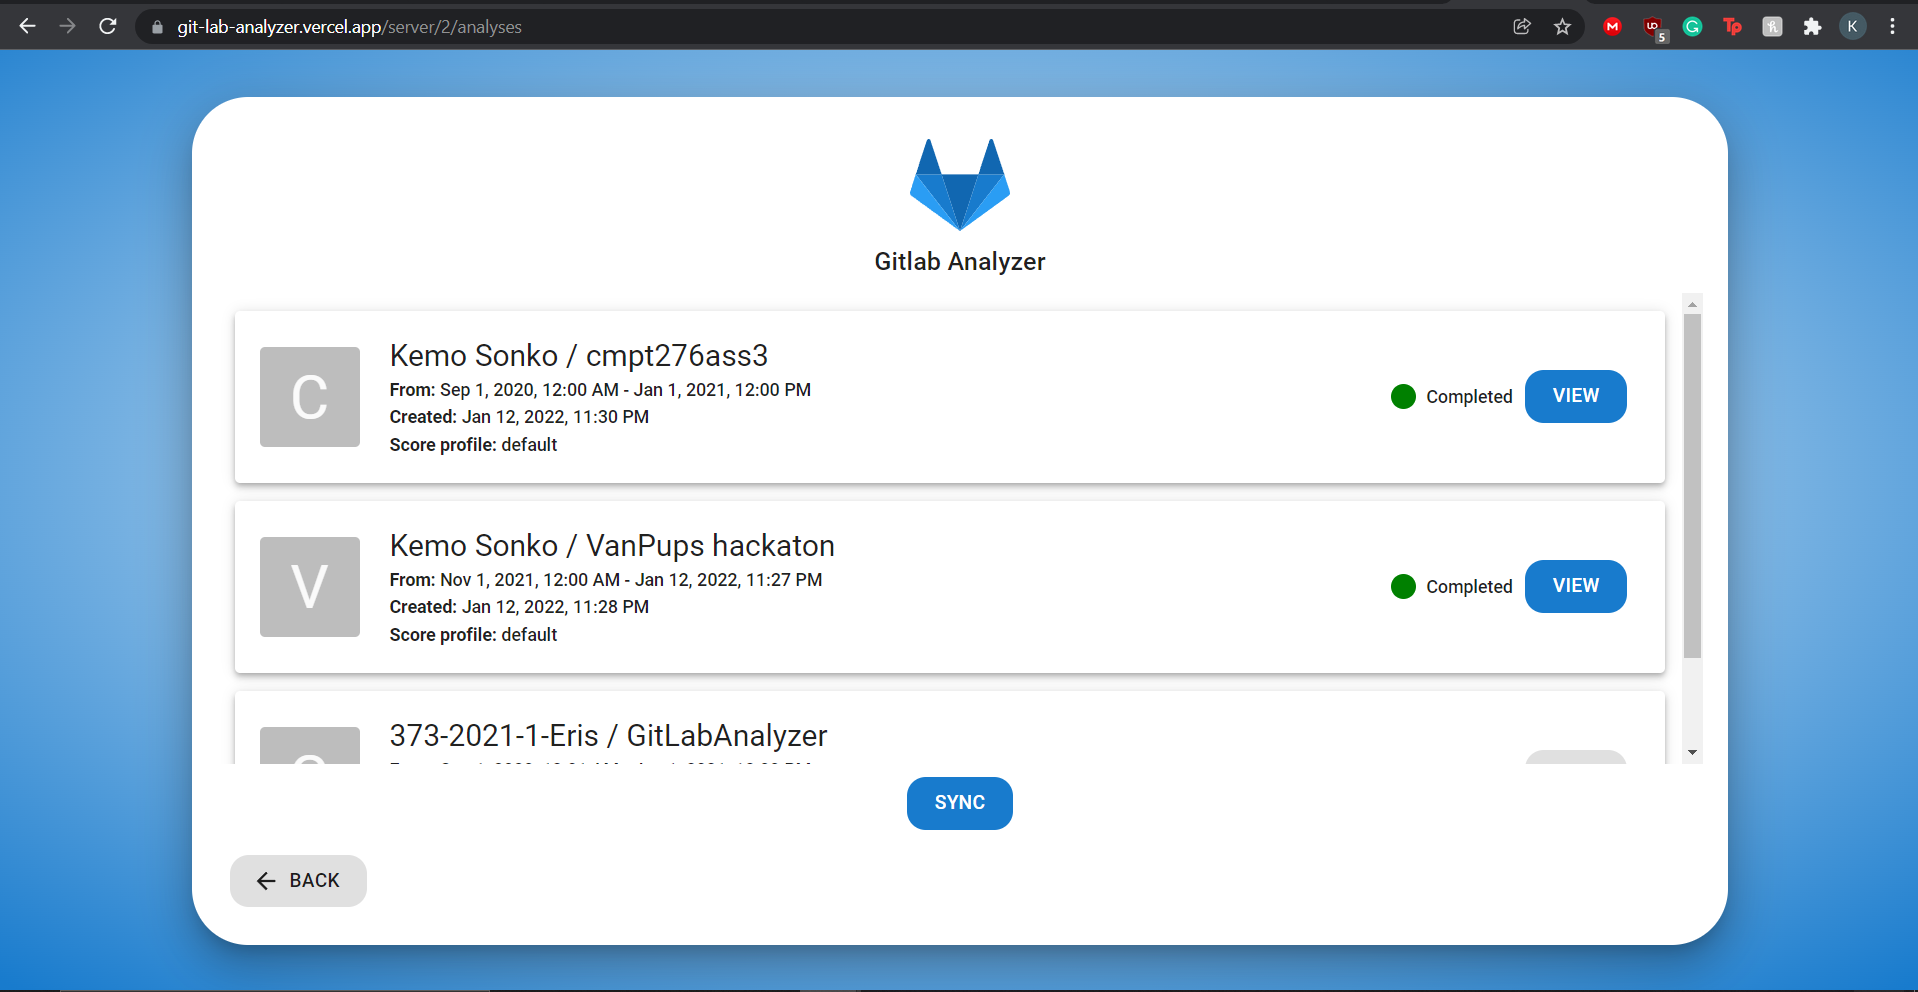 git-lab-analyzer.vercel.app/server/2/analyses
5
K
Gitlab Analyzer
C
Kemo Sonko / cmpt276ass3
From: Sep 1, 2020, 12:00 AM - Jan 1, 2021, 12:00 PM
Created: Jan 12, 2022, 11:30 PM
Score profile: default
Completed
VIEW
V
Kemo Sonko / VanPups hackaton
From: Nov 1, 2021, 12:00 AM - Jan 12, 2022, 11:27 PM
Created: Jan 12, 2022, 11:28 PM
Score profile: default
Completed
VIEW
373-2021-1-Eris / GitLabAnalyzer
SYNC
BACK